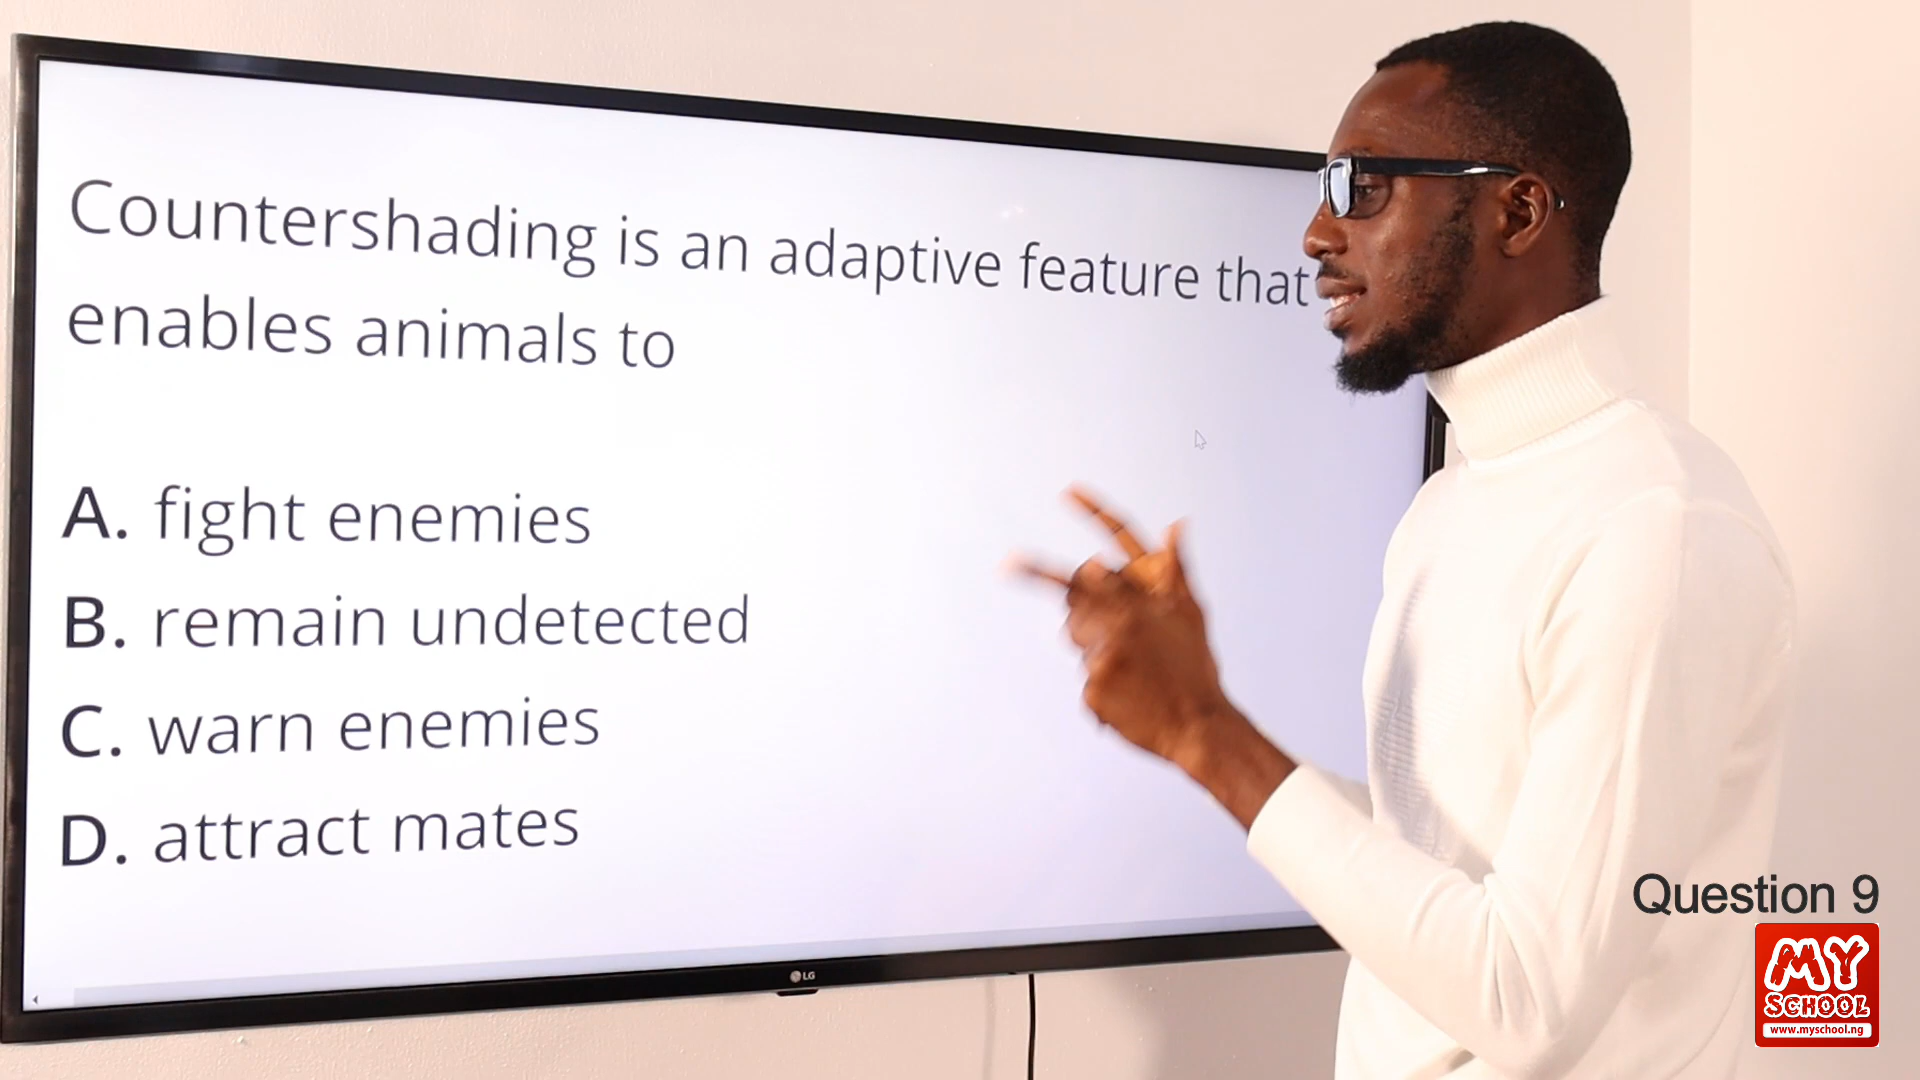 Countershading is an adaptive feature that
enables animals to
A. fight enemies
B. remain undetected
C. warn enemies
D. attract mates
LG
Question 9
MY
SCHOOL
www.myschool.ng